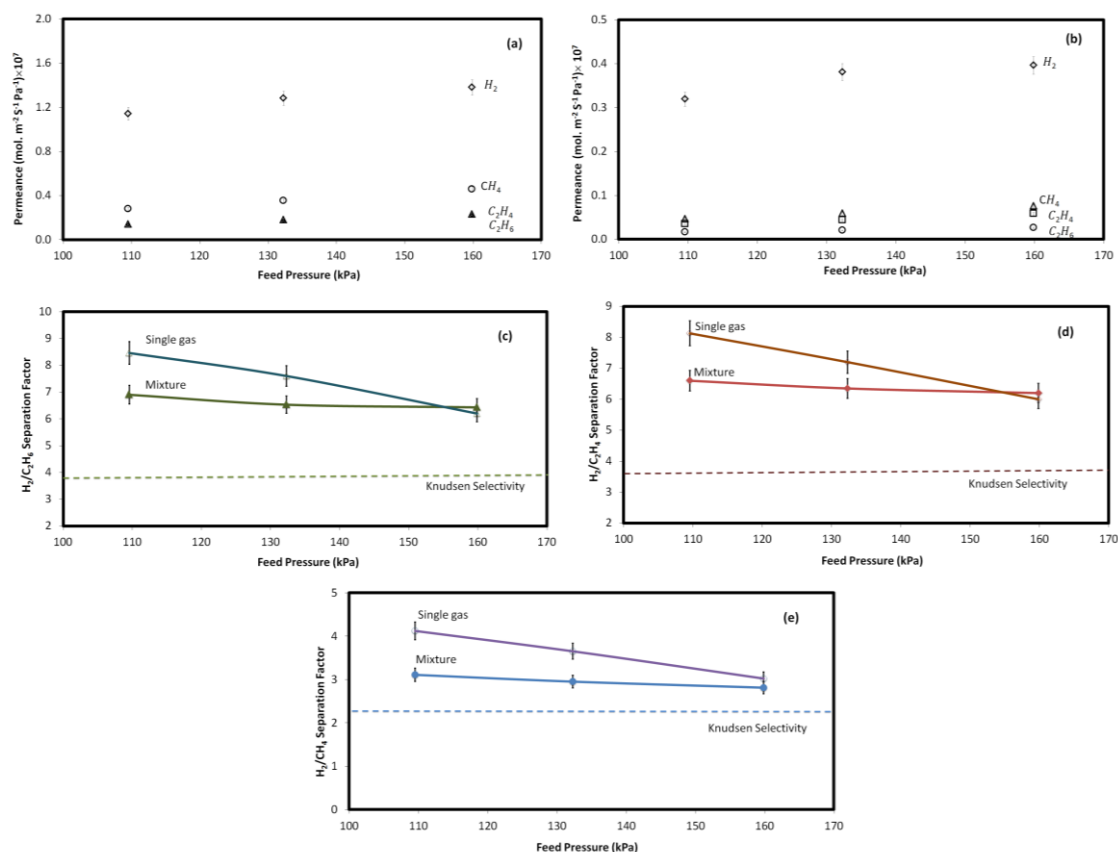 (a)
Permeance (mol. m⁻² S⁻¹ Pa⁻¹)×10⁷
2.0
1.6
1.2
0.8
0.4
0.0
H₂
CH₄
C₂H₄
C₂H₆
100 110 120 130 140 150 160 170
Feed Pressure (kPa)
(b)
Permeance (mol. m⁻² S⁻¹ Pa⁻¹)× 10⁷
0.5
0.4
0.3
0.2
0.1
0.0
H₂
CH₄
C₂H₄
C₂H₆
100 110 120 130 140 150 160 170
Feed Pressure (kPa)
(c)
H₂/C₂H₆ Separation Factor
10
9
8
7
6
5
4
3
2
Single gas
Mixture
Knudsen Selectivity
100 110 120 130 140 150 160 170
Feed Pressure (kPa)
(d)
H₂/C₂H₄ Separation Factor
9
8
7
6
5
4
3
2
Single gas
Mixture
Knudsen Selectivity
100 110 120 130 140 150 160 170
Feed Pressure (kPa)
(e)
H₂/CH₄ Separation Factor
5
4
3
2
1
0
Single gas
Mixture
Knudsen Selectivity
100 110 120 130 140 150 160 170
Feed Pressure (kPa)